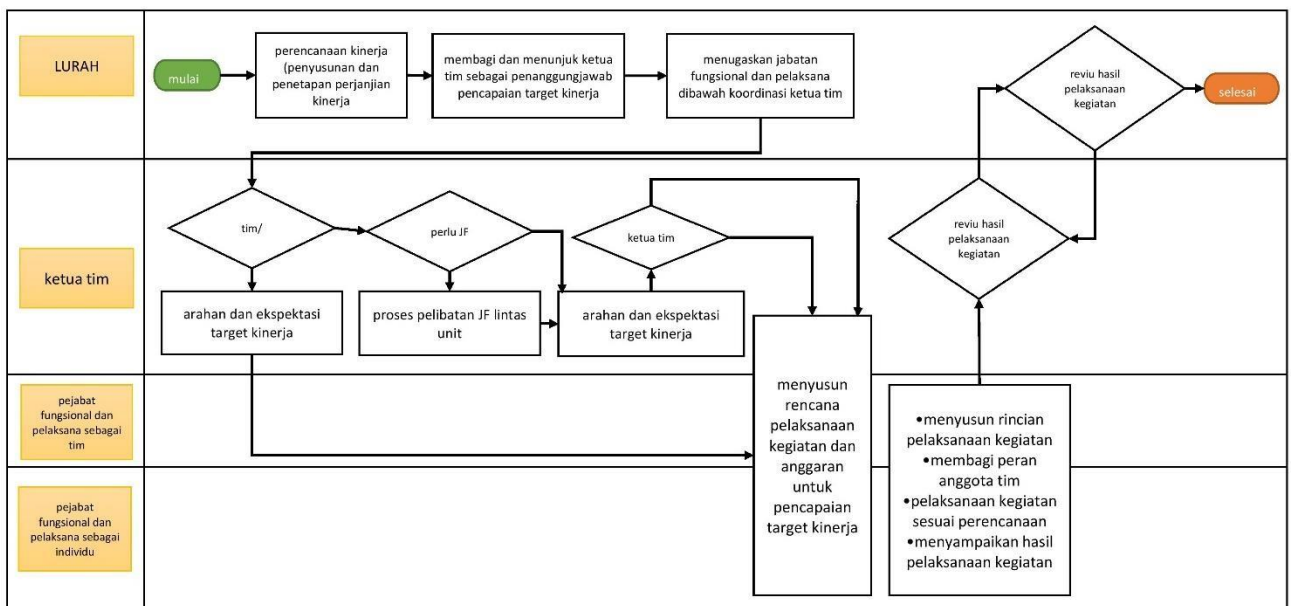 LURAH
mulai
perencanaan kinerja
(penyusunan dan
penetapan perjanjian
kinerja
membagi dan menunjuk ketua
tim sebagai penanggungjawab
pencapaian target kinerja
menugaskan jabatan
fungsional dan pelaksana
dibawah koordinasi ketua tim
reviu hasil
pelaksanaan
kegiatan
selesai
ketua tim
tim/
perlu JF
ketua tim
reviu hasil
pelaksanaan
kegiatan
arahan dan ekspektasi
target kinerja
proses pelibatan JF lintas
unit
arahan dan ekspektasi
target kinerja
pejabat
fungsional dan
pelaksana sebagai
tim
pejabat
fungsional dan
pelaksana sebagai
individu
menyusun
rencana
pelaksanaan
kegiatan dan
anggaran
untuk
pencapaian
target kinerja
•menyusun rincian
pelaksanaan kegiatan
•membagi peran
anggota tim
•pelaksanaan kegiatan
sesuai perencanaan
•menyampaikan hasil
pelaksanaan kegiatan